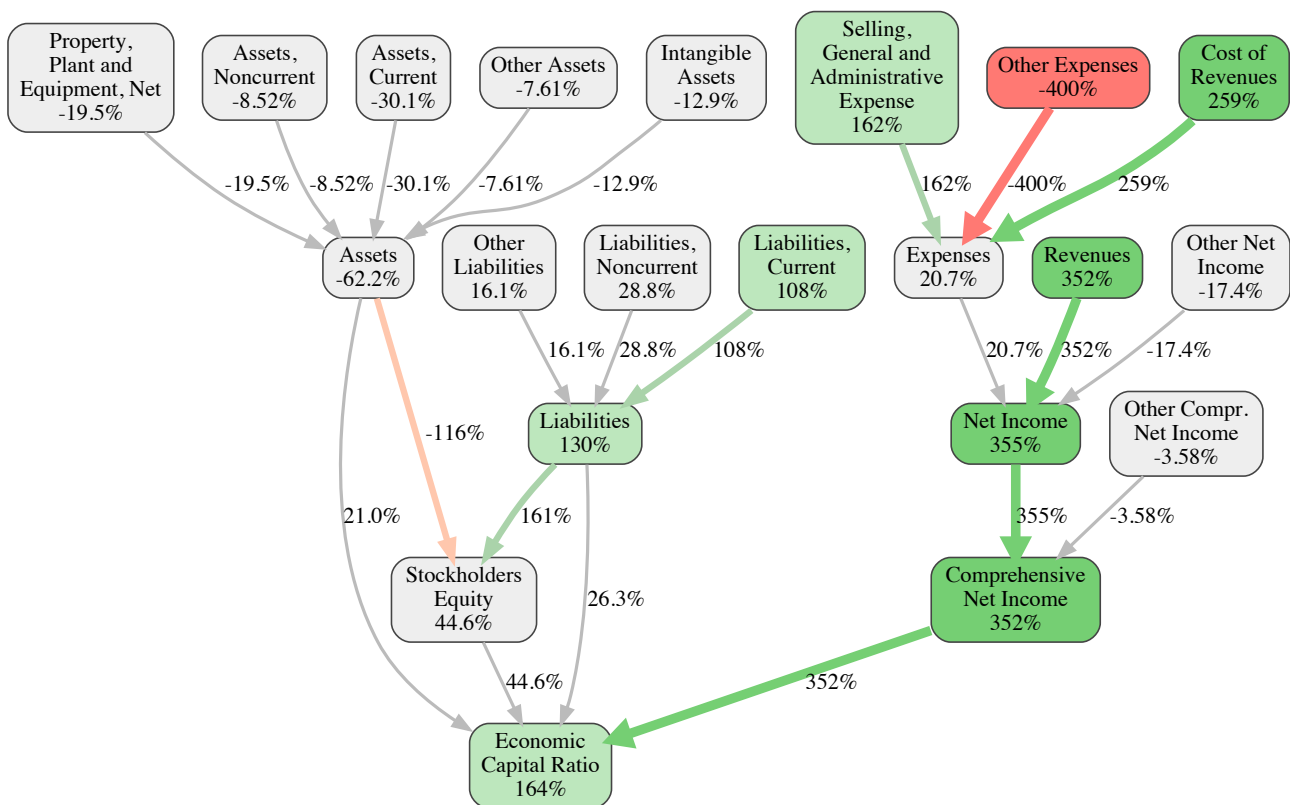 Property,
Plant and
Equipment, Net
-19.5%
Assets,
Noncurrent
-8.52%
Assets,
Current
-30.1%
Other Assets
-7.61%
Intangible
Assets
-12.9%
Selling,
General and
Administrative
Expense
162%
Other Expenses
-400%
Cost of
Revenues
259%
-19.5%
-8.52%
-30.1%
-7.61%
-12.9%
162%
-400%
259%
Assets
-62.2%
Other
Liabilities
16.1%
Liabilities,
Noncurrent
28.8%
Liabilities,
Current
108%
Expenses
20.7%
Revenues
352%
Other Net
Income
-17.4%
16.1%
28.8%
108%
20.7%
352%
-17.4%
-116%
Liabilities
130%
Net Income
355%
Other Compr.
Net Income
-3.58%
21.0%
161%
355%
-3.58%
Stockholders
Equity
44.6%
26.3%
Comprehensive
Net Income
352%
44.6%
352%
Economic
Capital Ratio
164%